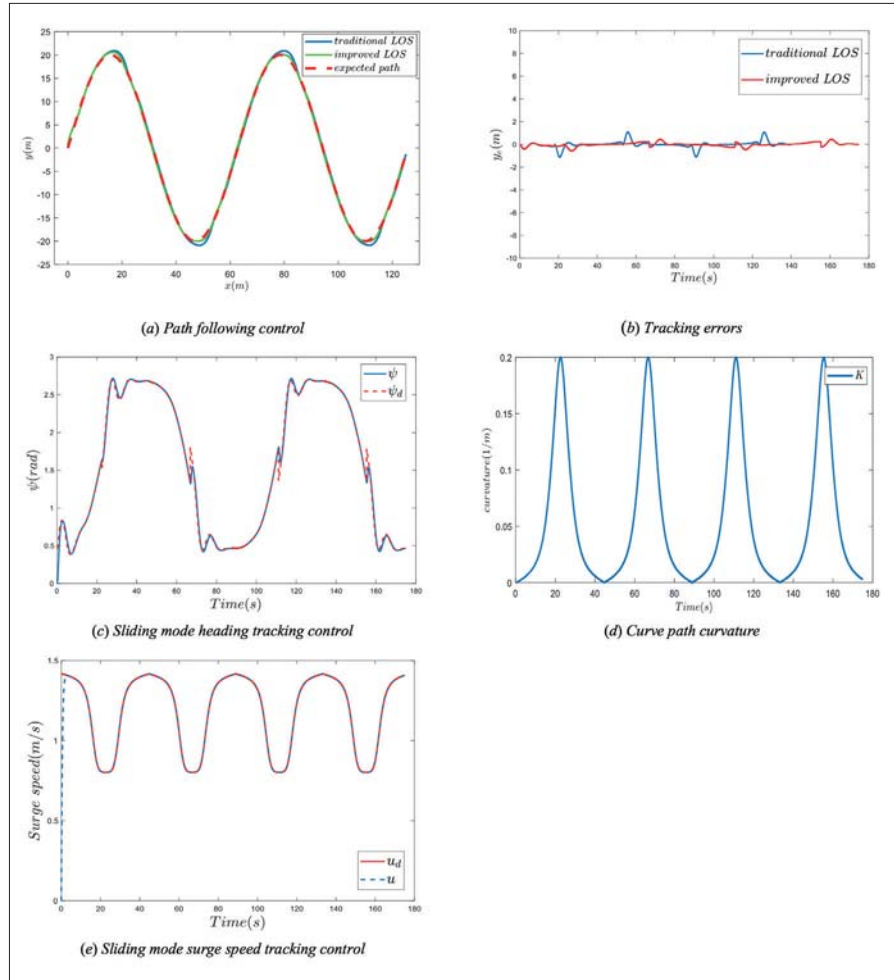 25
20
15
10
5
0
-5
-10
-15
-20
-25
y(m)
traditional LOS
improved LOS
expected path
0 20 40 60 80 100 120
x(m)
(a) Path following control
10
8
6
4
2
0
-2
-4
-6
-8
-10
yₑ(m)
traditional LOS
improved LOS
0 20 40 60 80 100 120 140 160 180
Time(s)
(b) Tracking errors
3
2.5
2
1.5
1
0.5
0
ψ(rad)
ψ
ψd
0 20 40 60 80 100 120 140 160 180
Time(s)
(c) Sliding mode heading tracking control
0.2
0.15
0.1
0.05
0
curvature(1/m)
K
0 20 40 60 80 100 120 140 160 180
Time(s)
(d) Curve path curvature
1.5
1
0.5
0
Surge speed(m/s)
ud
u
0 20 40 60 80 100 120 140 160 180
Time(s)
(e) Sliding mode surge speed tracking control